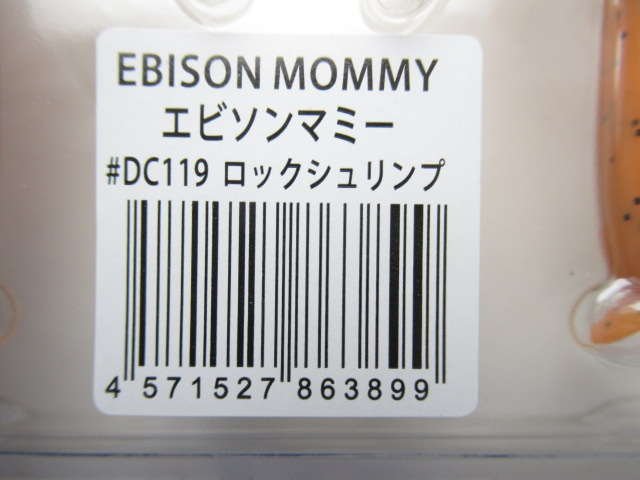 EBISON MOMMY
エビソンマミー
#DC119 ロックシュリンプ
4 571527 863899